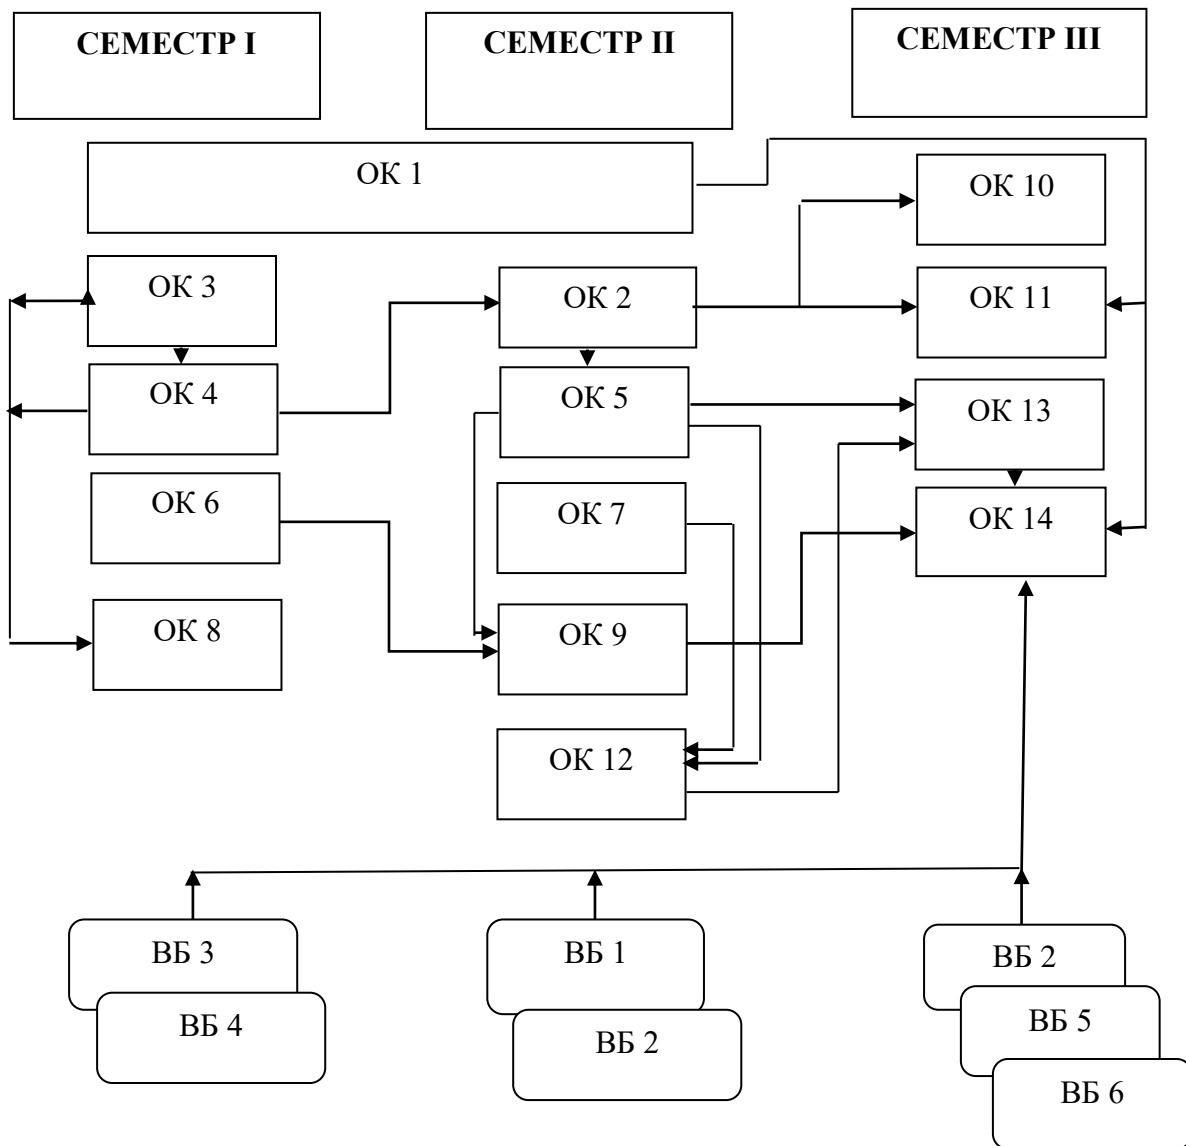 СЕМЕСТР І
СЕМЕСТР ІІ
СЕМЕСТР ІІІ
ОК 1
ОК 10
ОК 3
ОК 2
ОК 11
ОК 4
ОК 5
ОК 13
ОК 6
ОК 7
ОК 14
ОК 8
ОК 9
ОК 12
ВБ 3
ВБ 1
ВБ 2
ВБ 4
ВБ 2
ВБ 5
ВБ 6